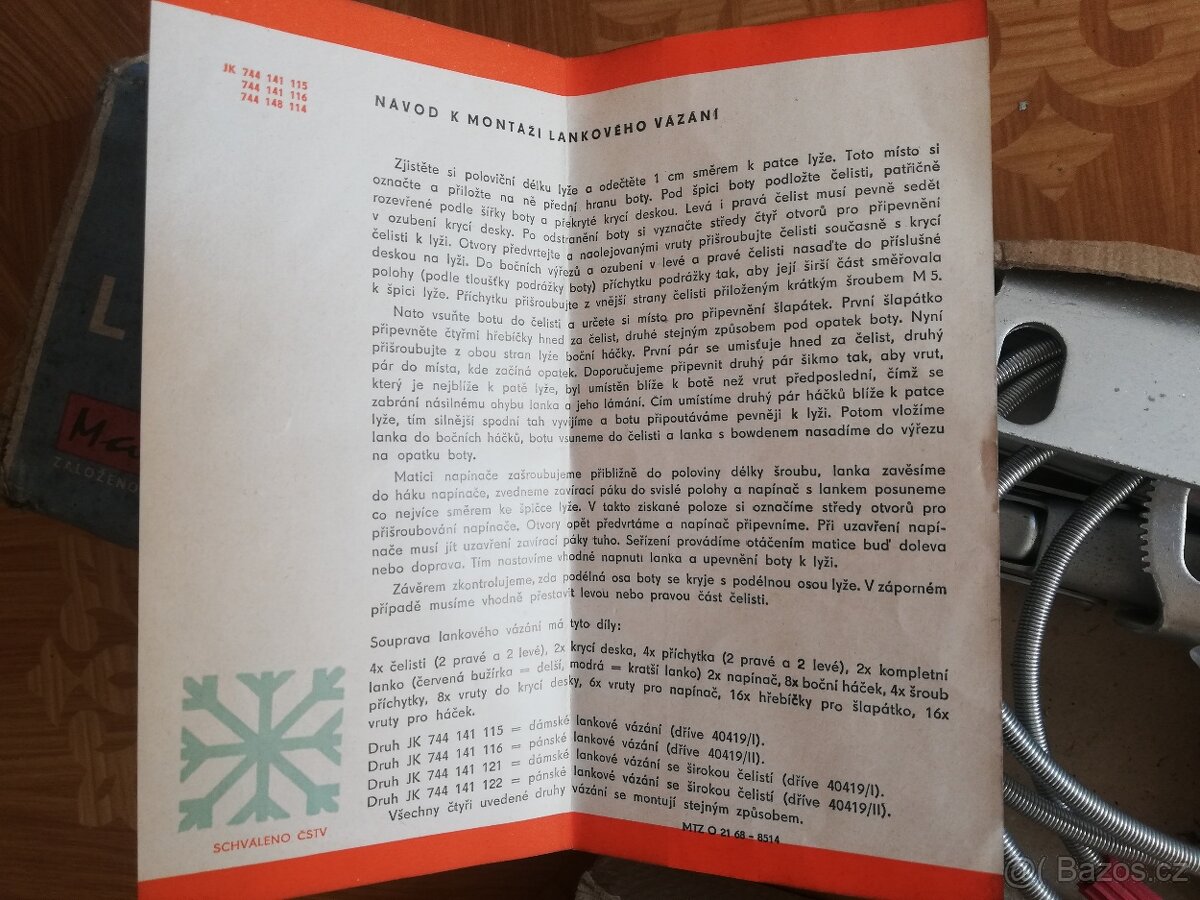 JK 744 141 115
744 141 116
744 148 114
NÁVOD K MONTÁŽI LANKOVÉHO VÁZÁNÍ
Zjistěte si poloviční délku lyže a odečtěte 1 cm směrem k patce lyže. Toto místo si
označte a přiložte na ně přední hranu boty. Pod špici boty podložte čelisti, patřičně
rozevřené podle šířky boty a překryté krycí deskou. Levá i pravá čelist musí pevně sedět
v ozubení krycí desky. Po odstranění boty si vyznačte středy čtyř otvorů pro připevnění
čelisti k lyži. Otvory předvrtejte a naolejovanými vruty přišroubujte čelisti současně s krycí
deskou na lyži. Do bočních výřezů a ozubení v levé a pravé čelisti nasaďte do příslušné
polohy (podle tloušťky podrážky boty) příchytku podrážky tak, aby její širší část směřovala
k špici lyže. Příchytku přišroubujte z vnější strany čelisti přiloženým krátkým šroubem M 5.
Nato vsuňte botu do čelisti a určete si místo pro připevnění šlapátek. První šlapátko
připevněte čtyřmi hřebíčky hned za čelist, druhé stejným způsobem pod opatek boty. Nyní
přišroubujte z obou stran lyže boční háčky. První pár se umisťuje hned za čelist, druhý
pár do místa, kde začíná opatek. Doporučujeme připevnit druhý pár šikmo tak, aby vrut,
který je nejblíže k patě lyže, byl umístěn blíže k botě než vrut předposlední, čímž se
zabrání násilnému ohybu lanka a jeho lámání. Čím umístíme druhý pár háčků blíže k patce
lyže, tím silnější spodní tah vyvíjíme a botu připoutáváme pevněji k lyži. Potom vložíme
lanka do bočních háčků, botu vsuneme do čelisti a lanka s bowdenem nasadíme do výřezu
na opatku boty.
Matici napínače zašroubujeme přibližně do poloviny délky šroubu, lanka zavěsíme
do háku napínače, zvedneme zavírací páku do svislé polohy a napínač s lankem posuneme
co nejvíce směrem ke špičce lyže. V takto získané poloze si označíme středy otvorů pro
přišroubování napínače. Otvory opět předvrtáme a napínač připevníme. Při uzavření napí-
nače musí jít uzavření zavírací páky tuho. Seřízení provádíme otáčením matice buď doleva
nebo doprava. Tím nastavíme vhodné napnutí lanka a upevnění boty k lyži.
Závěrem zkontrolujeme, zda podélná osa boty se kryje s podélnou osou lyže. V záporném
případě musíme vhodně přestavit levou nebo pravou část čelisti.
Souprava lankového vázání má tyto díly:
4x čelisti (2 pravé a 2 levé), 2x krycí deska, 4x příchytka (2 pravé a 2 levé), 2x kompletní
lanko (červená bužírka = delší, modrá = kratší lanko) 2x napínač, 8x boční háček, 4x šroub
příchytky, 8x vruty do krycí desky, 6x vruty pro napínač, 16x hřebíčky pro šlapátko, 16x
vruty pro háček.
Druh JK 744 141 115 = dámské lankové vázání (dříve 40419/I).
Druh JK 744 141 116 = pánské lankové vázání (dříve 40419/II).
Druh JK 744 141 121 = dámské lankové vázání se širokou čelistí (dříve 40419/I).
Druh JK 744 141 122 = pánské lankové vázání se širokou čelistí (dříve 40419/II).
Všechny čtyři uvedené druhy vázání se montují stejným způsobem.
MTZ O 21 68 - 8514
SCHVÁLENO ČSTV
L
ZALOŽENO
Bazos.cz